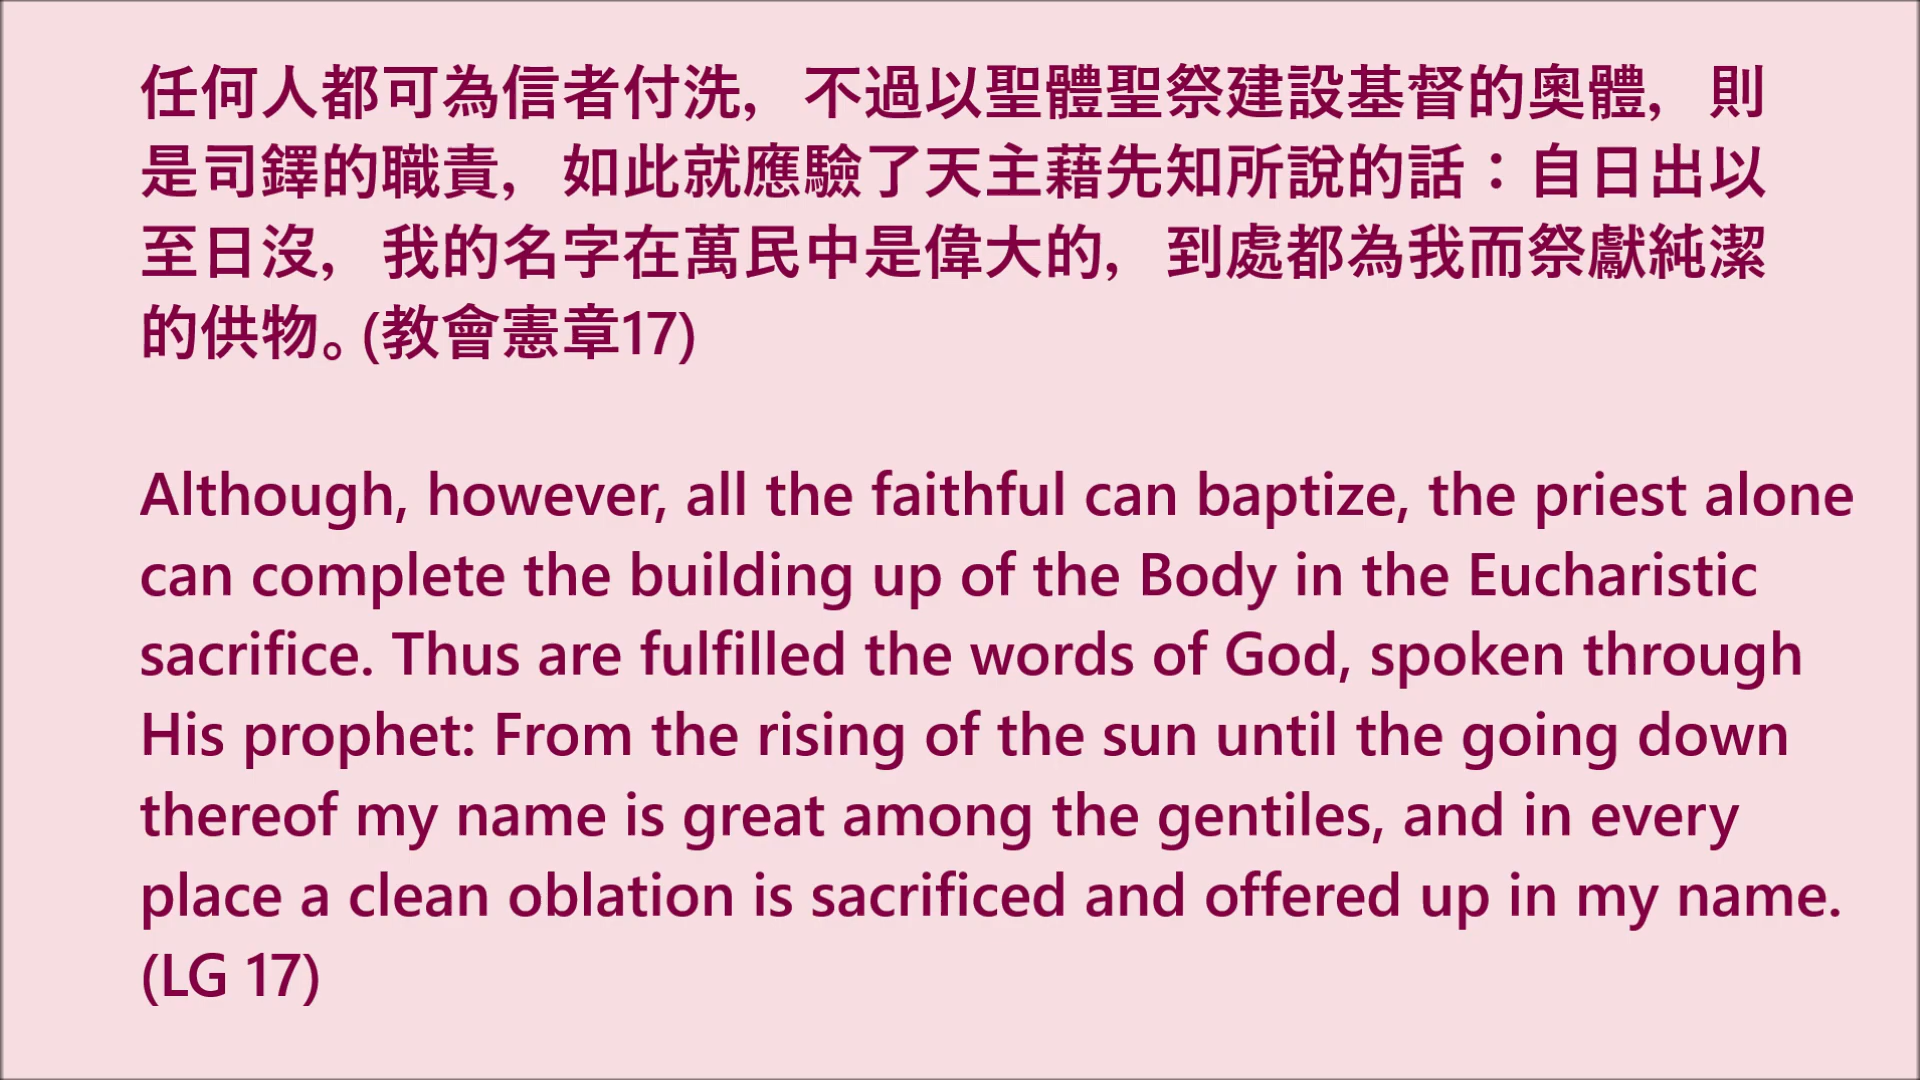 任何人都可為信者付洗，不過以聖體聖祭建設基督的奧體，則
是司鐸的職責，如此就應驗了天主藉先知所說的話：自日出以
至日沒，我的名字在萬民中是偉大的，到處都為我而祭獻純潔
的供物。(教會憲章17)
Although, however, all the faithful can baptize, the priest alone
can complete the building up of the Body in the Eucharistic
sacrifice. Thus are fulfilled the words of God, spoken through
His prophet: From the rising of the sun until the going down
thereof my name is great among the gentiles, and in every
place a clean oblation is sacrificed and offered up in my name.
(LG 17)